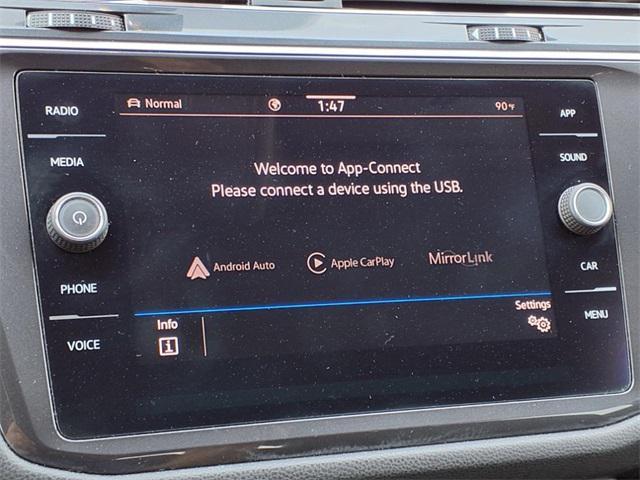 RADIO
MEDIA
PHONE
VOICE
Normal
1:47
90°F
Welcome to App-Connect
Please connect a device using the USB.
Android Auto
Apple CarPlay
MirrorLink
Info
i
Settings
APP
SOUND
CAR
MENU